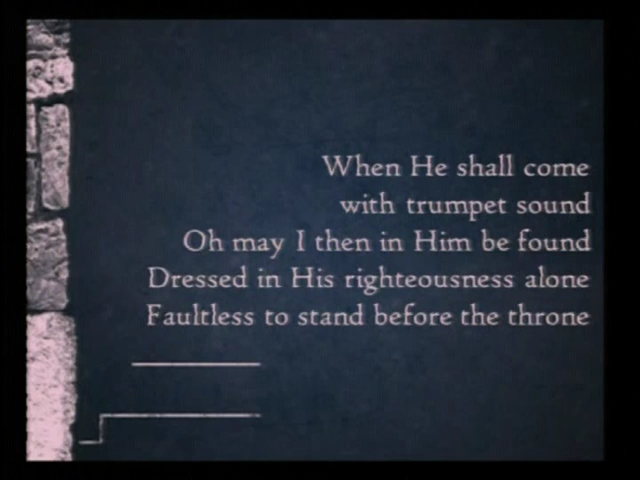 When He shall come
with trumpet sound
Oh may I then in Him be found
Dressed in His righteousness alone
Faultless to stand before the throne